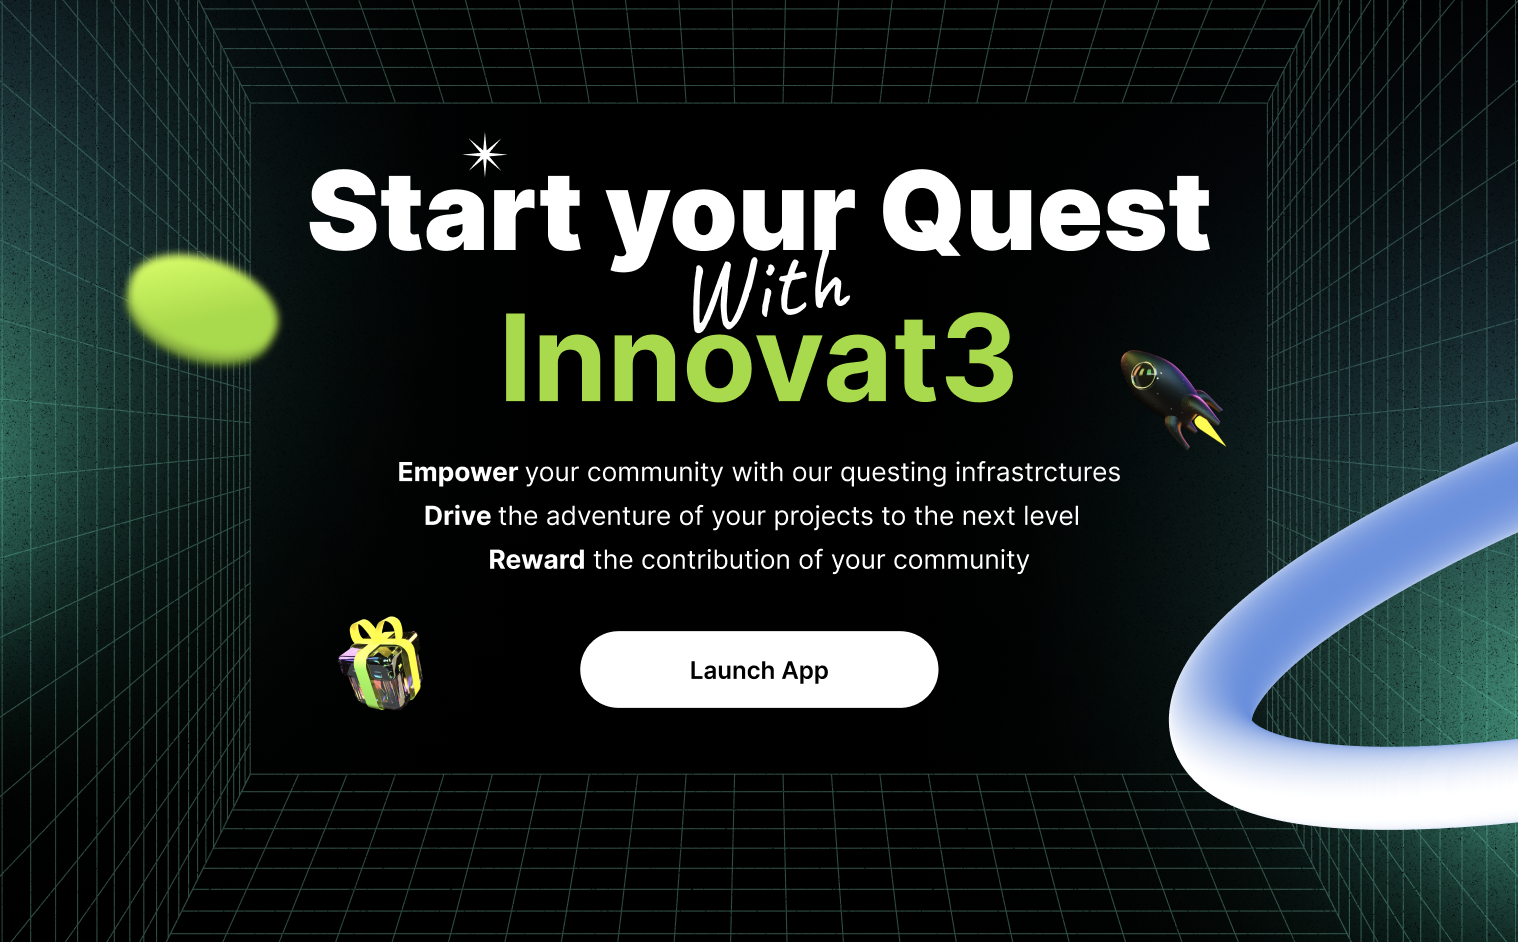 Start your Quest
With
Innovat3
Empower your community with our questing infrastrctures
Drive the adventure of your projects to the next level
Reward the contribution of your community
Launch App